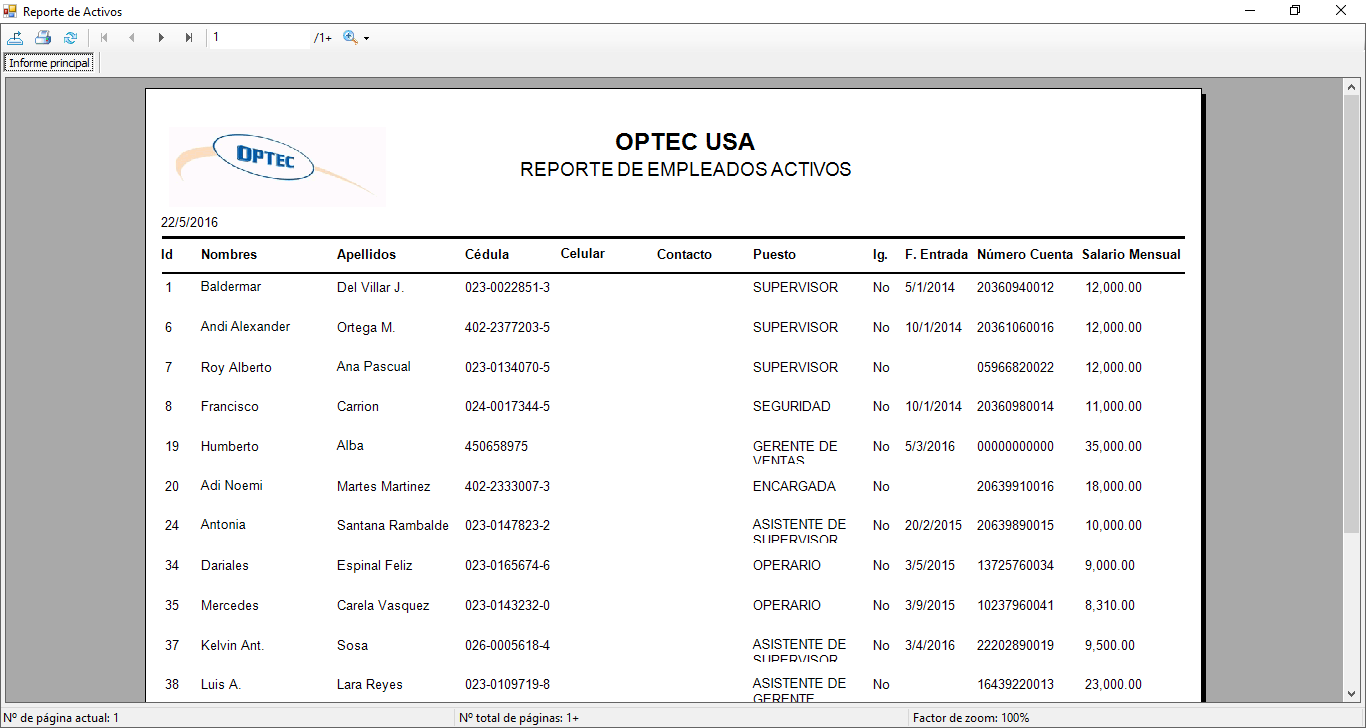 Reporte de Activos
1 /1+
Informe principal
OPTEC
OPTEC USA
REPORTE DE EMPLEADOS ACTIVOS
22/5/2016
Id Nombres Apellidos Cédula Celular Contacto Puesto Ig. F. Entrada Número Cuenta Salario Mensual
1 Baldermar Del Villar J. 023-0022851-3 SUPERVISOR No 5/1/2014 20360940012 12,000.00
6 Andi Alexander Ortega M. 402-2377203-5 SUPERVISOR No 10/1/2014 20361060016 12,000.00
7 Roy Alberto Ana Pascual 023-0134070-5 SUPERVISOR No 05966820022 12,000.00
8 Francisco Carrion 024-0017344-5 SEGURIDAD No 10/1/2014 20360980014 11,000.00
19 Humberto Alba 450658975 GERENTE DE No 5/3/2016 00000000000 35,000.00
VENTAS
20 Adi Noemi Martes Martinez 402-2333007-3 ENCARGADA No 20639910016 18,000.00
24 Antonia Santana Rambalde 023-0147823-2 ASISTENTE DE No 20/2/2015 20639890015 10,000.00
SUPERVISOR
34 Dariales Espinal Feliz 023-0165674-6 OPERARIO No 3/5/2015 13725760034 9,000.00
35 Mercedes Carela Vasquez 023-0143232-0 OPERARIO No 3/9/2015 10237960041 8,310.00
37 Kelvin Ant. Sosa 026-0005618-4 ASISTENTE DE No 3/4/2016 22202890019 9,500.00
SUPERVISOR
38 Luis A. Lara Reyes 023-0109719-8 ASISTENTE DE No 16439220013 23,000.00
GERENTE
Nº de página actual: 1 Nº total de páginas: 1+ Factor de zoom: 100%